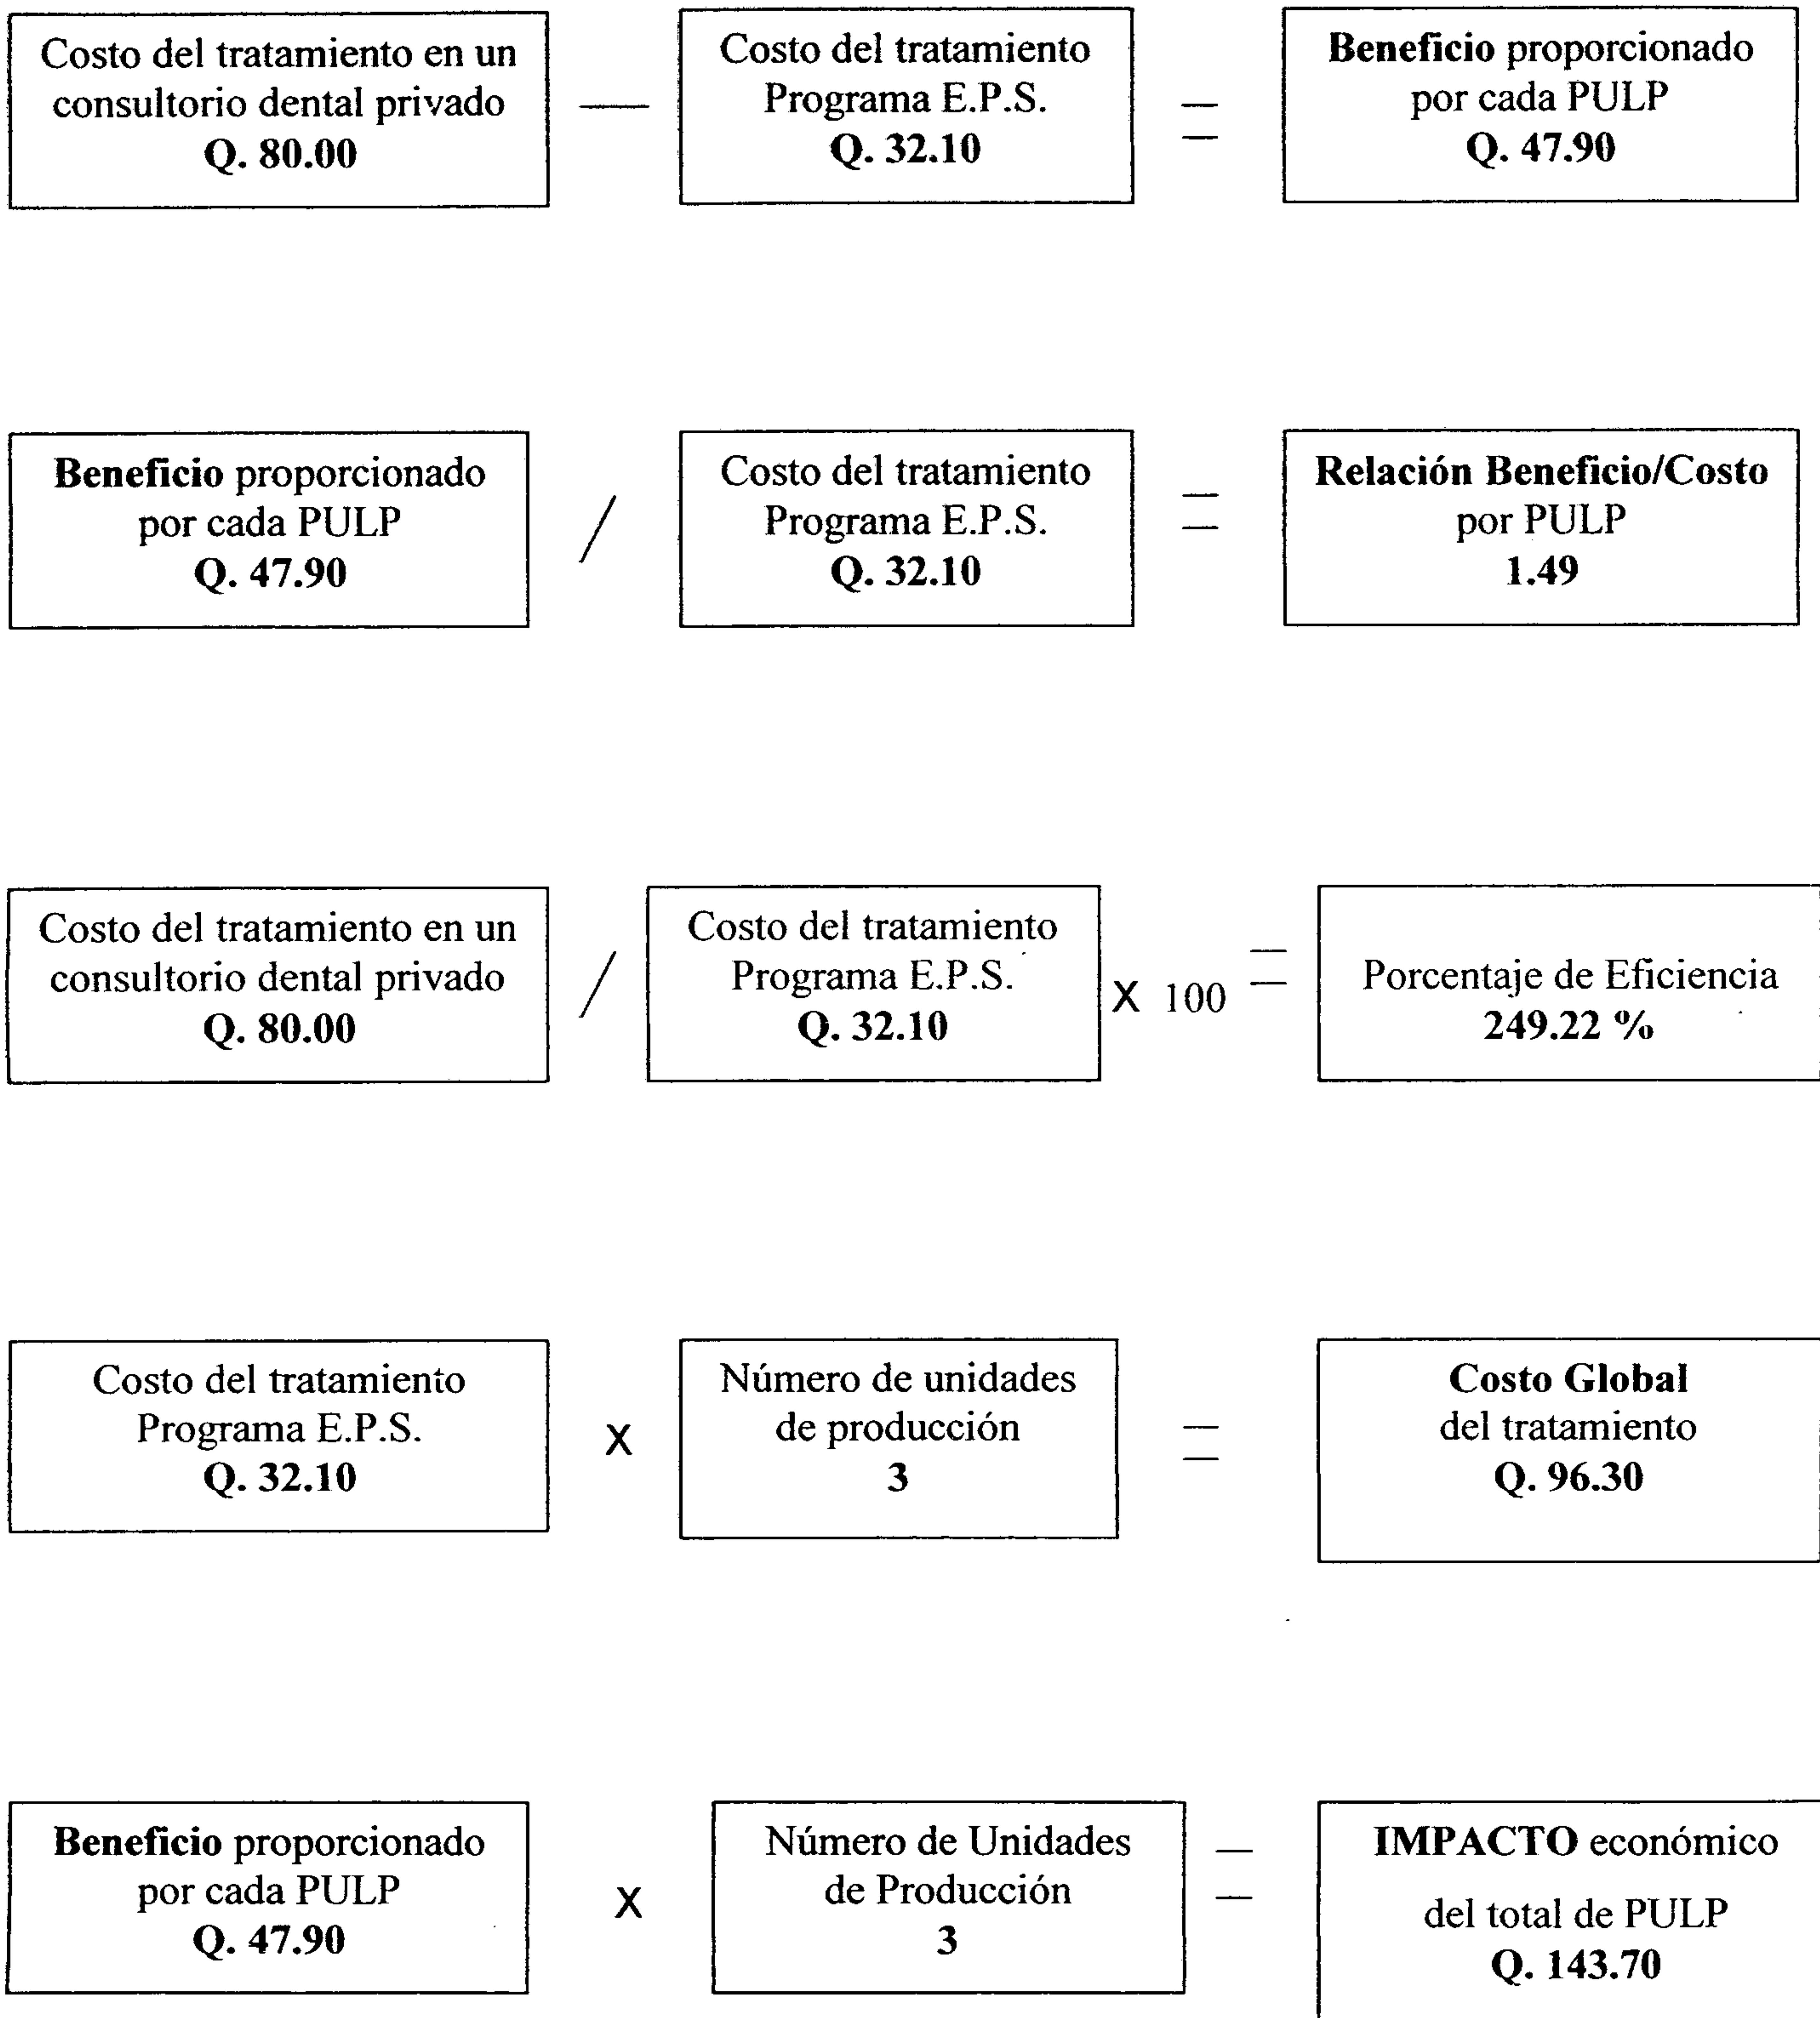 Costo del tratamiento en un
consultorio dental privado
Q. 80.00
—
Costo del tratamiento
Programa E.P.S.
Q. 32.10
=
Beneficio proporcionado
por cada PULP
Q. 47.90
Beneficio proporcionado
por cada PULP
Q. 47.90
/
Costo del tratamiento
Programa E.P.S.
Q. 32.10
=
Relación Beneficio/Costo
por PULP
1.49
Costo del tratamiento en un
consultorio dental privado
Q. 80.00
/
Costo del tratamiento
Programa E.P.S.
Q. 32.10
X 100 =
Porcentaje de Eficiencia
249.22 %
Costo del tratamiento
Programa E.P.S.
Q. 32.10
X
Número de unidades
de producción
3
=
Costo Global
del tratamiento
Q. 96.30
Beneficio proporcionado
por cada PULP
Q. 47.90
X
Número de Unidades
de Producción
3
=
IMPACTO económico
del total de PULP
Q. 143.70